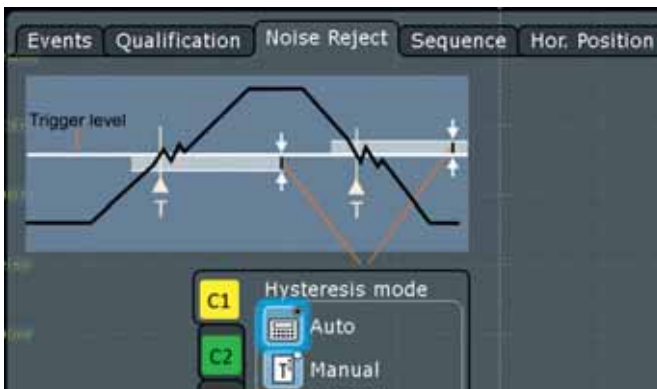 Events Qualification Noise Reject Sequence Hor. Position
Trigger level
T T
C1
Hysteresis mode
Auto
C2
Manual